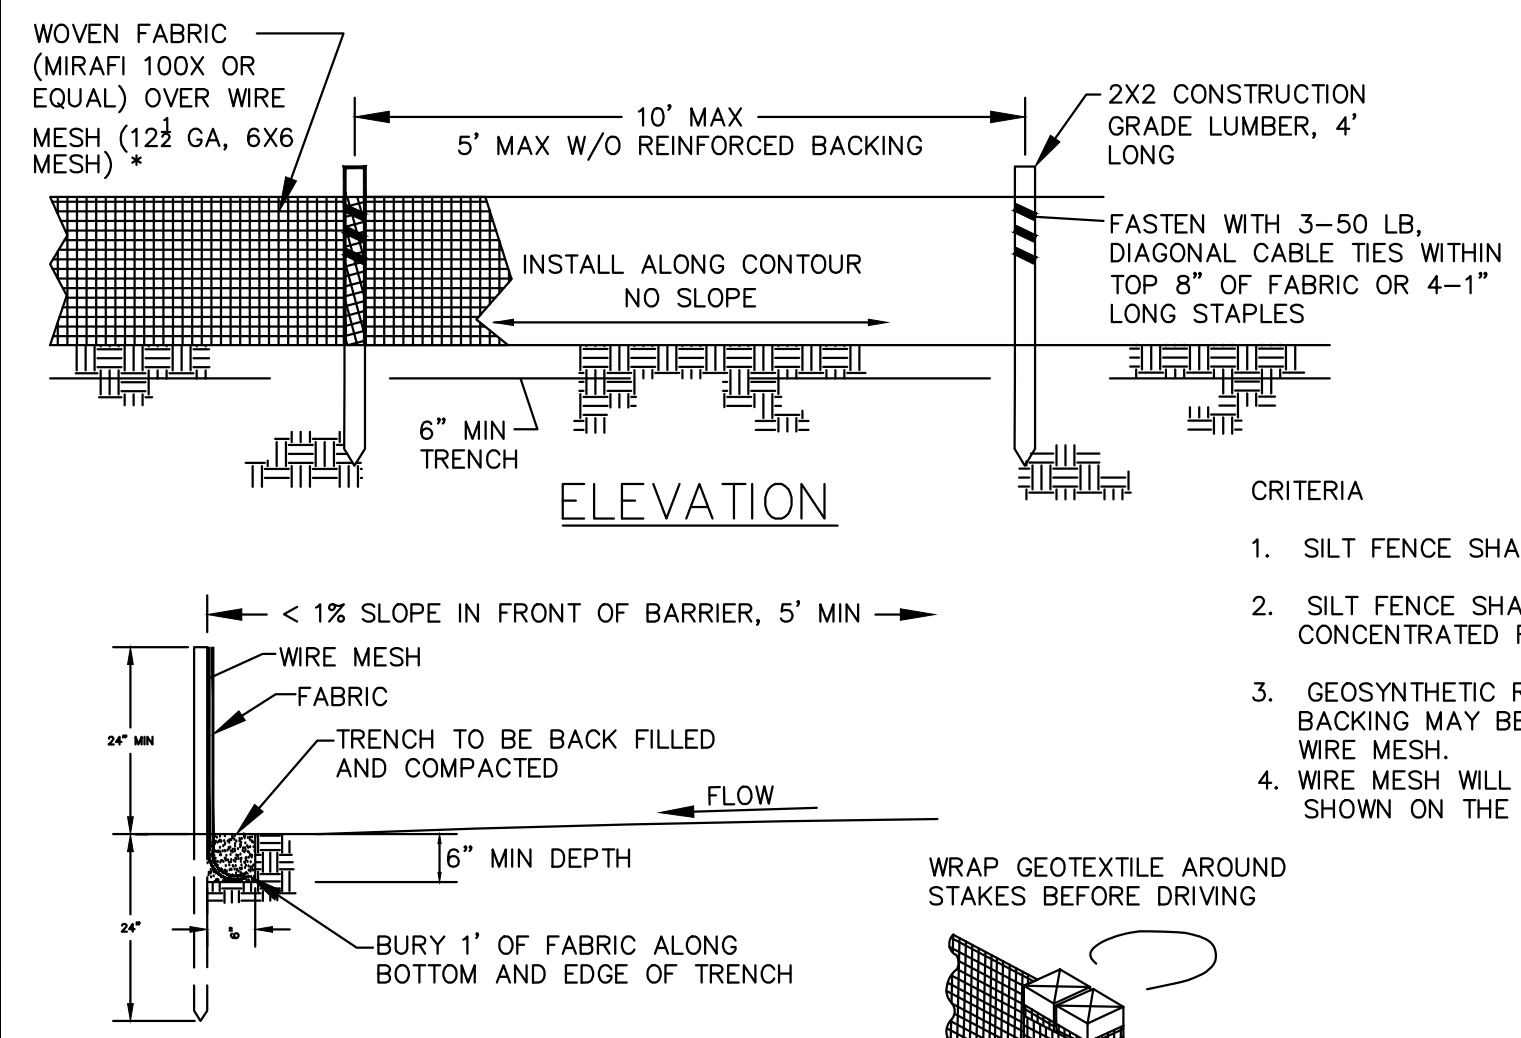 WOVEN FABRIC
(MIRAFI 100X OR
EQUAL) OVER WIRE
MESH (12½ GA, 6X6
MESH) *
10' MAX
5' MAX W/O REINFORCED BACKING
2X2 CONSTRUCTION
GRADE LUMBER, 4'
LONG
FASTEN WITH 3-50 LB,
DIAGONAL CABLE TIES WITHIN
TOP 8" OF FABRIC OR 4-1"
LONG STAPLES
INSTALL ALONG CONTOUR
NO SLOPE
6" MIN
TRENCH
ELEVATION
CRITERIA
1. SILT FENCE SHA
2. SILT FENCE SHA
CONCENTRATED F
3. GEOSYNTHETIC R
BACKING MAY BE
WIRE MESH.
4. WIRE MESH WILL
SHOWN ON THE
< 1% SLOPE IN FRONT OF BARRIER, 5' MIN
WIRE MESH
FABRIC
24" MIN
TRENCH TO BE BACK FILLED
AND COMPACTED
FLOW
6" MIN DEPTH
24"
6"
BURY 1' OF FABRIC ALONG
BOTTOM AND EDGE OF TRENCH
WRAP GEOTEXTILE AROUND
STAKES BEFORE DRIVING